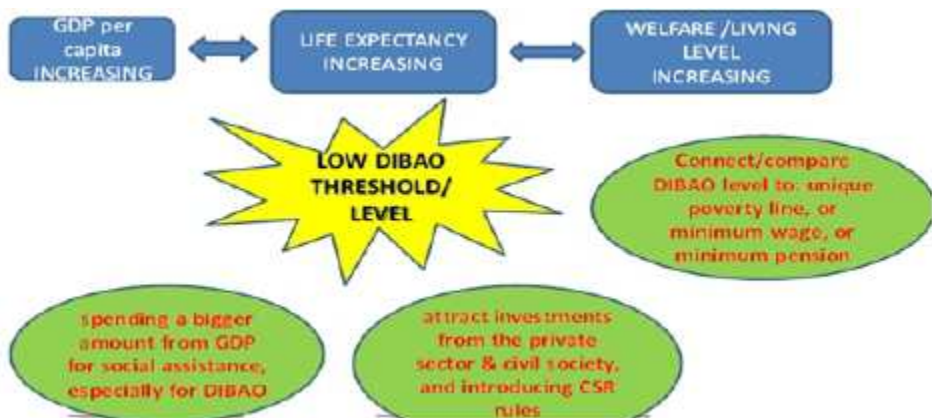 GDP per
capita
INCREASING
LIFE EXPECTANCY
INCREASING
WELFARE /LIVING
LEVEL
INCREASING
LOW DIBAO
THRESHOLD/
LEVEL
Connect/compare
DIBAO level to: unique
poverty line, or
minimum wage, or
minimum pension
spending a bigger
amount from GDP
for social assistance,
especially for DIBAO
attract investments
from the private
sector & civil society,
and introducing CSR
rules